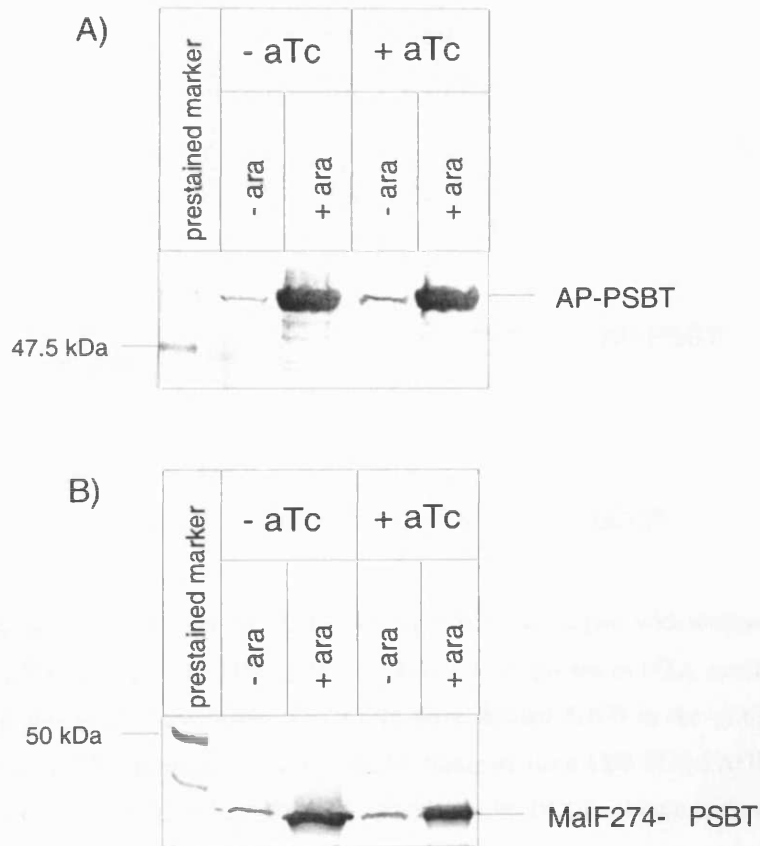 A)
prestained marker
- aTc
+ aTc
- ara
+ ara
- ara
+ ara
AP-PSBT
47.5 kDa
B)
prestained marker
- aTc
+ aTc
- ara
+ ara
- ara
+ ara
50 kDa
MalF274- PSBT